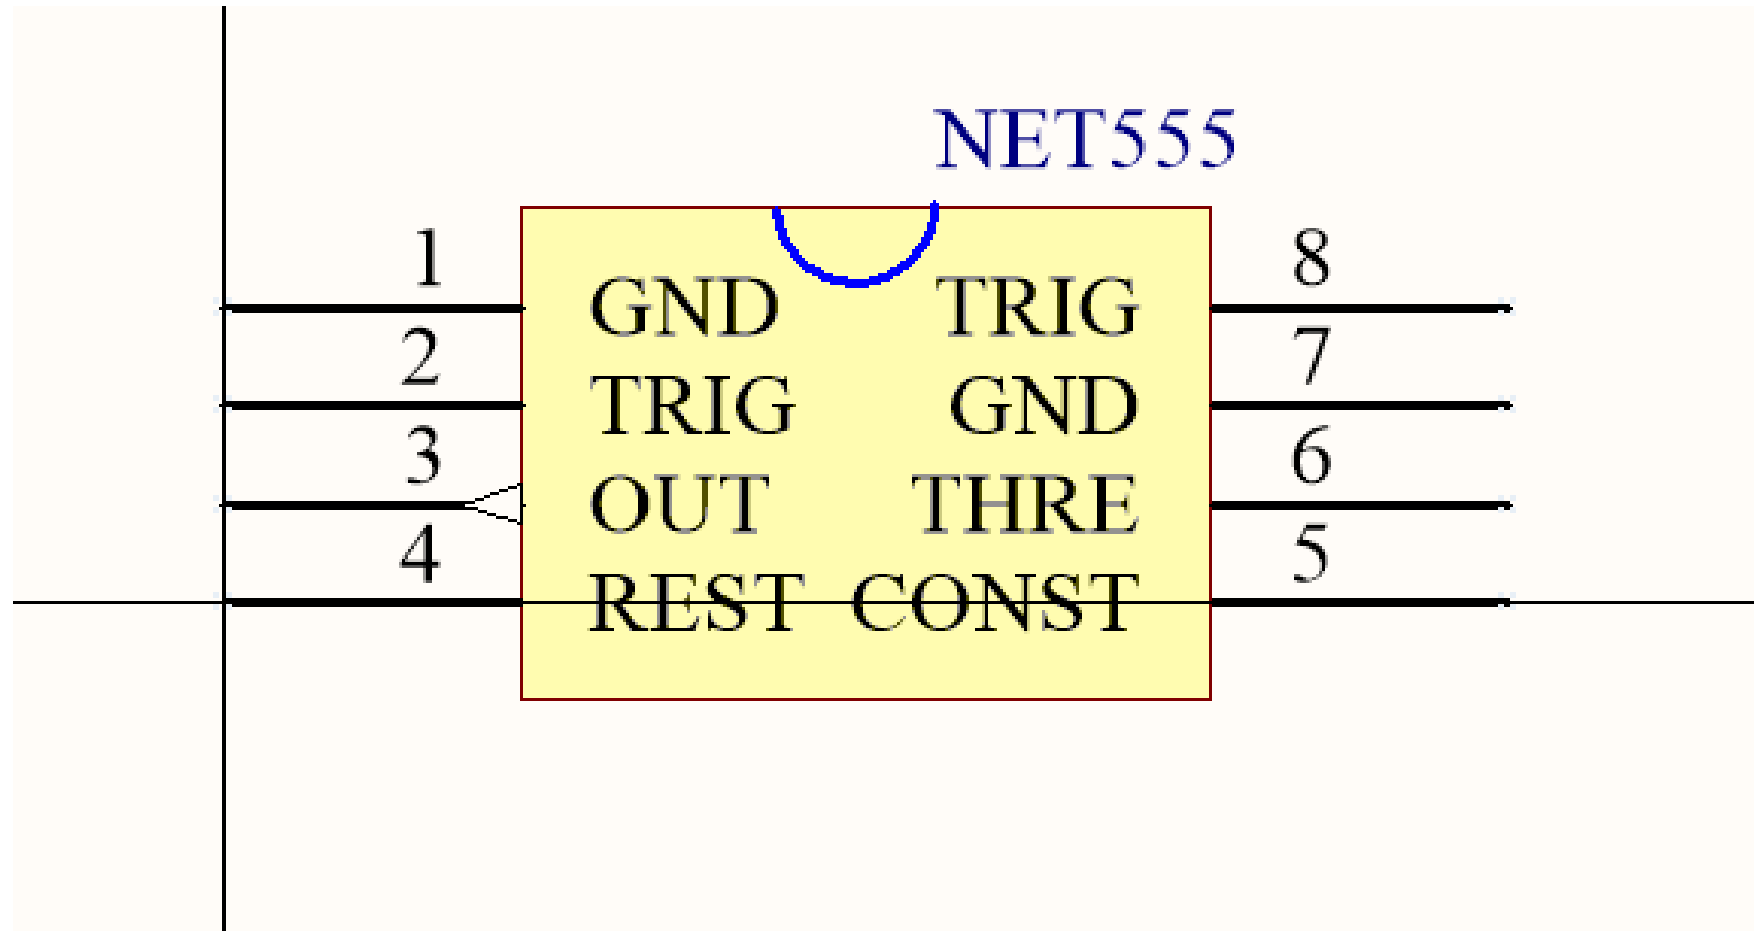 NET555
1 GND TRIG 8
2 TRIG GND 7
3 OUT THRE 6
4 REST CONST 5